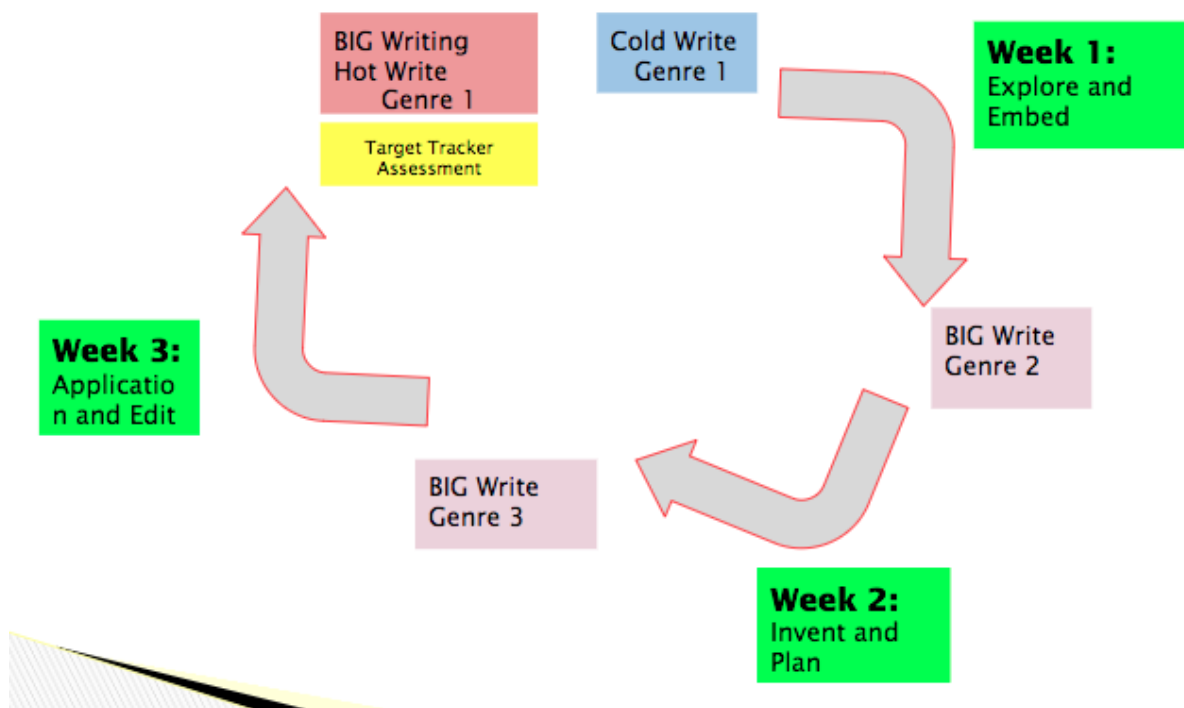 BIG Writing
Hot Write
Genre 1
Target Tracker
Assessment
Cold Write
Genre 1
Week 1:
Explore and
Embed
BIG Write
Genre 2
Week 2:
Invent and
Plan
BIG Write
Genre 3
Week 3:
Applicatio
n and Edit